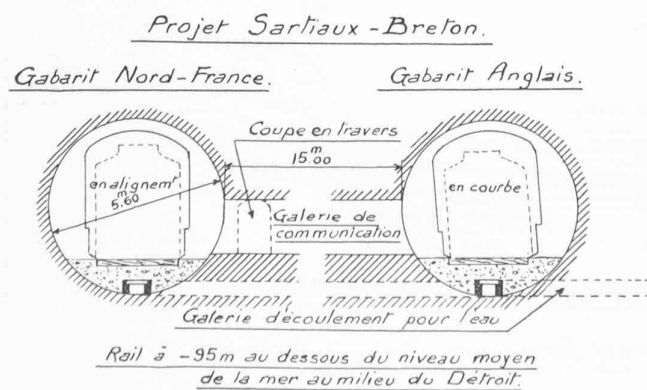 Projet Sartiaux-Breton.
Gabarit Nord-France.
Gabarit Anglais.
Coupe en travers
15.00 m
en alignemt
5.60 m
en courbe
Galerie de
communication
Galerie d'écoulement pour l'eau
Rail à -95m au dessous du niveau moyen
de la mer au milieu du Détroit.